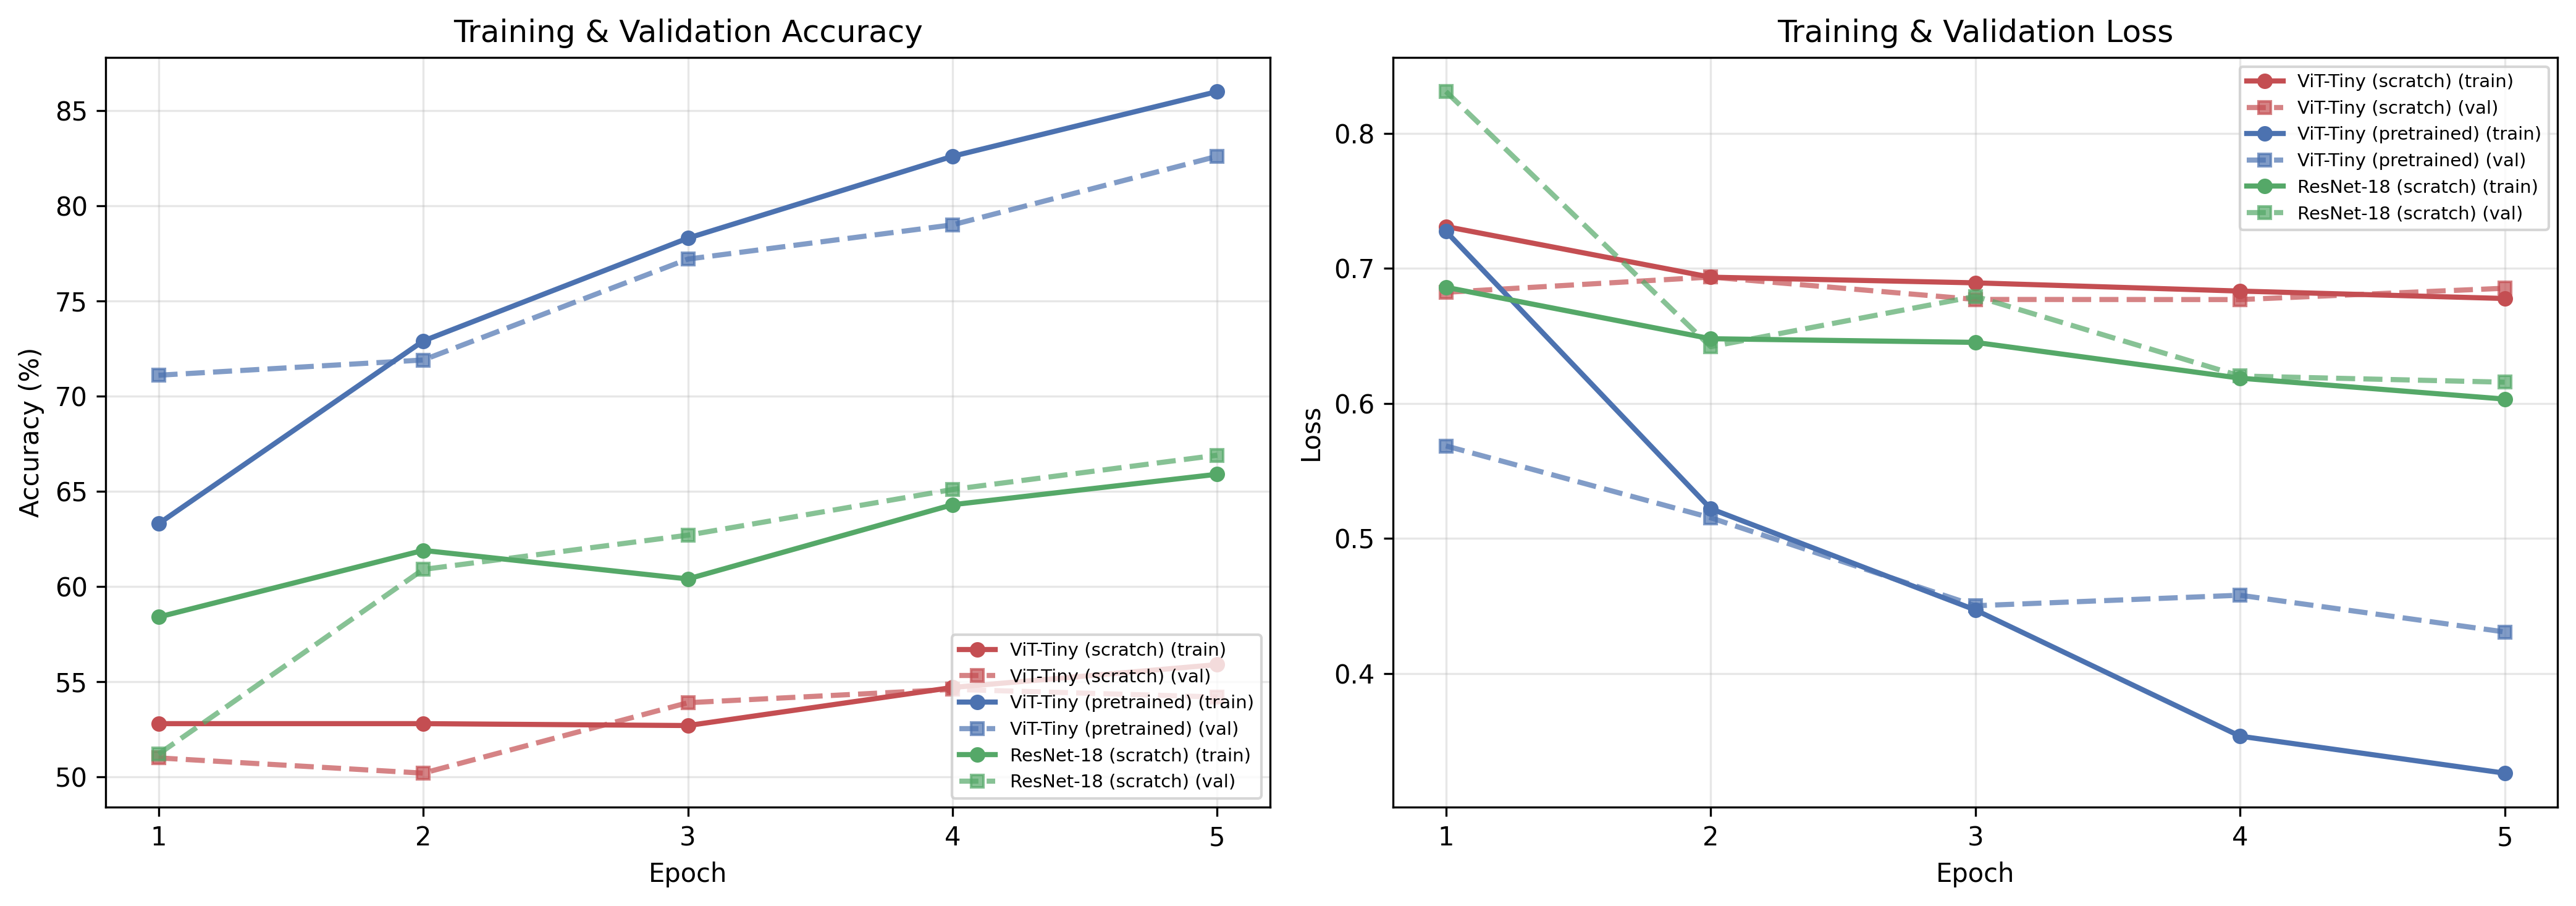 Training & Validation Accuracy
Accuracy (%)
85
80
75
70
65
60
55
50
1 2 3 4 5
Epoch
ViT-Tiny (scratch) (train)
ViT-Tiny (scratch) (val)
ViT-Tiny (pretrained) (train)
ViT-Tiny (pretrained) (val)
ResNet-18 (scratch) (train)
ResNet-18 (scratch) (val)
Training & Validation Loss
Loss
0.8
0.7
0.6
0.5
0.4
1 2 3 4 5
Epoch
ViT-Tiny (scratch) (train)
ViT-Tiny (scratch) (val)
ViT-Tiny (pretrained) (train)
ViT-Tiny (pretrained) (val)
ResNet-18 (scratch) (train)
ResNet-18 (scratch) (val)